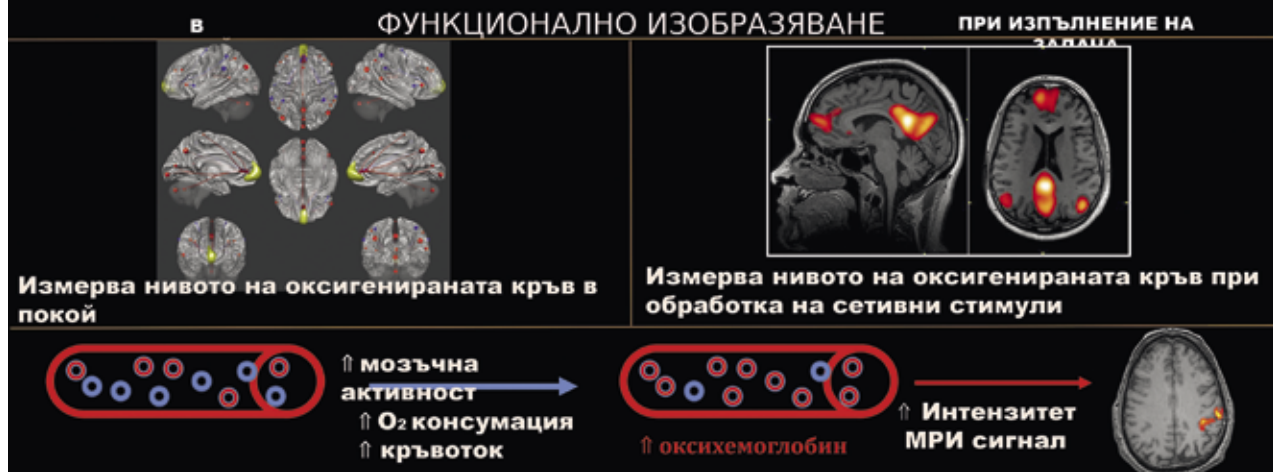 В
ФУНКЦИОНАЛНО ИЗОБРАЗЯВАНЕ
ПРИ ИЗПЪЛНЕНИЕ НА
ЗАДАЧА
Измерва нивото на оксигенираната кръв в
покой
Измерва нивото на оксигенираната кръв при
обработка на сетивни стимули
⇑ мозъчна
активност
⇑ O₂ консумация
⇑ кръвоток
⇑ оксихемоглобин
⇑ Интензитет
МРИ сигнал